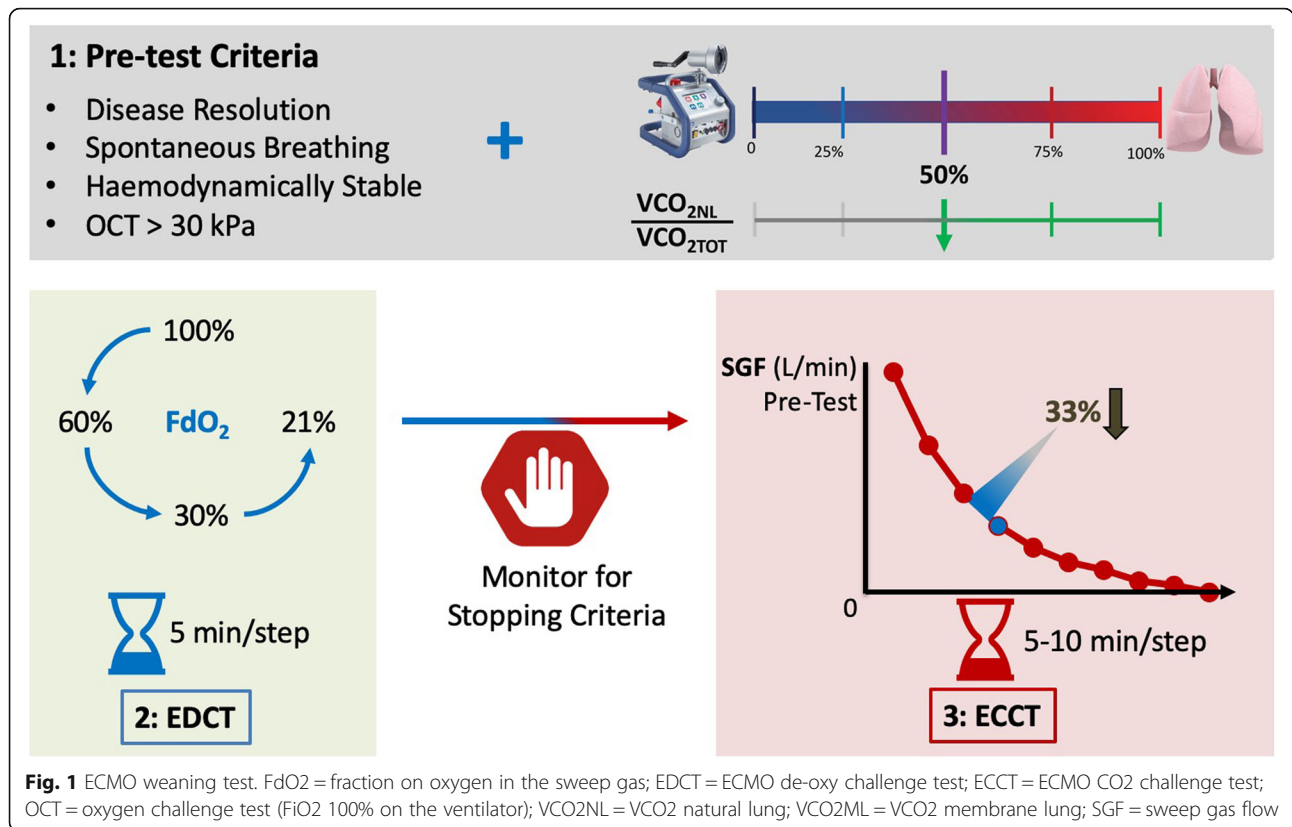 1: Pre-test Criteria
• Disease Resolution
• Spontaneous Breathing
• Haemodynamically Stable
• OCT > 30 kPa
+
0
25%
50%
75%
100%
VCO2NL
VCO2TOT
100%
60%
FdO2
21%
30%
5 min/step
2: EDCT
Monitor for
Stopping Criteria
SGF (L/min)
Pre-Test
33%
0
5-10 min/step
3: ECCT
Fig. 1 ECMO weaning test. FdO2 = fraction on oxygen in the sweep gas; EDCT = ECMO de-oxy challenge test; ECCT = ECMO CO2 challenge test;
OCT = oxygen challenge test (FiO2 100% on the ventilator); VCO2NL = VCO2 natural lung; VCO2ML = VCO2 membrane lung; SGF = sweep gas flow